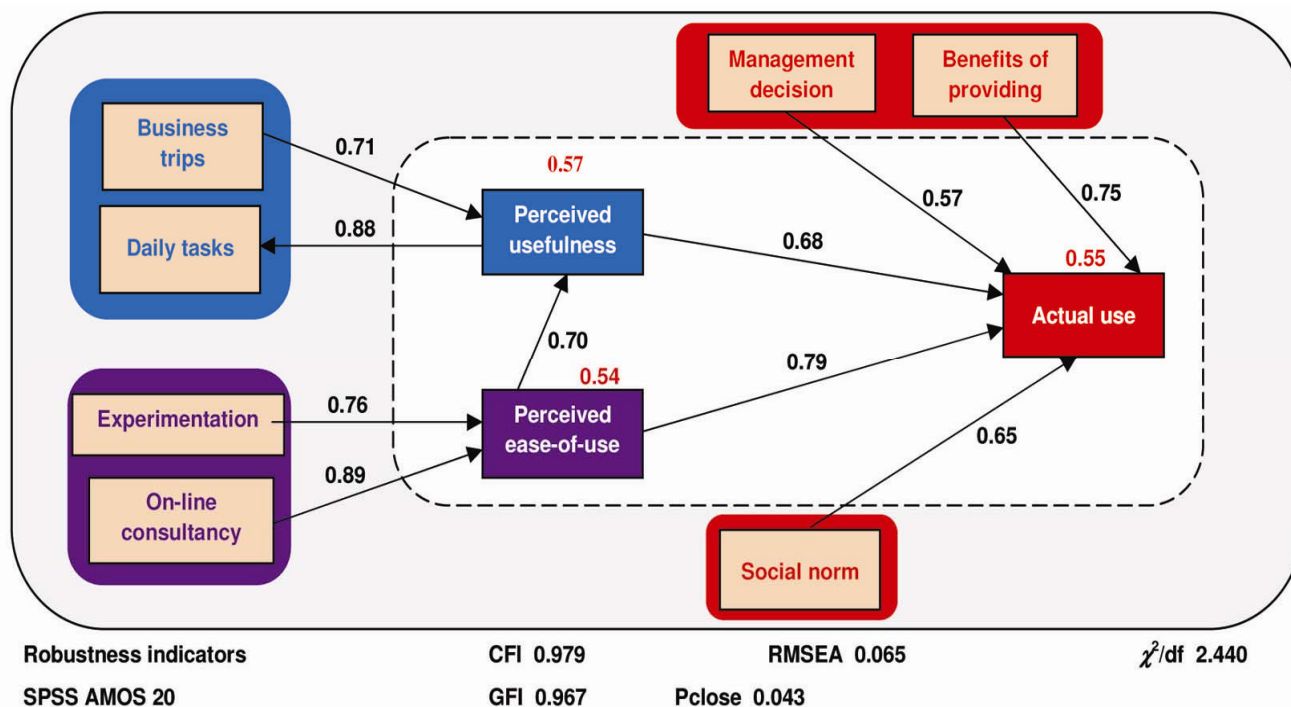 Management
decision
Benefits of
providing
Business
trips
0.71
0.57
0.57
0.75
Perceived
usefulness
Daily tasks
0.88
0.68
0.55
Actual use
0.70
0.79
0.54
Experimentation
0.76
Perceived
ease-of-use
0.65
0.89
On-line
consultancy
Social norm
Robustness indicators CFI 0.979 RMSEA 0.065 χ²/df 2.440
SPSS AMOS 20 GFI 0.967 Pclose 0.043